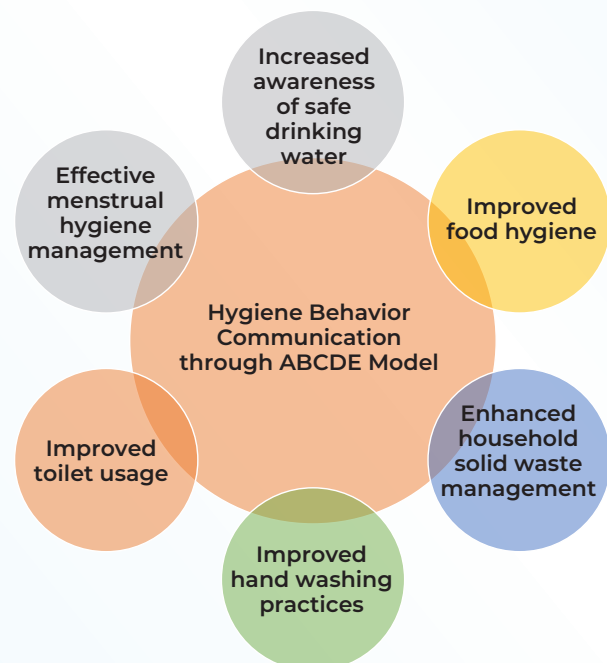 Increased
awareness
of safe
drinking
water
Effective
menstrual
hygiene
management
Improved
food hygiene
Hygiene Behavior
Communication
through ABCDE Model
Improved
toilet usage
Enhanced
household
solid waste
management
Improved
hand washing
practices